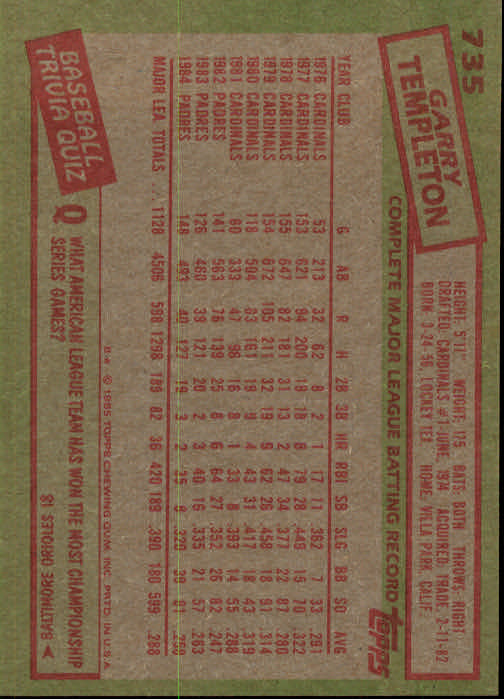 735
GARRY
TEMPLETON
HEIGHT: 5'11" WEIGHT: 175 BATS: BOTH THROWS: RIGHT
DRAFTED: CARDINALS #1-JUNE, 1974 ACQUIRED: TRADE, 2-11-82
BORN: 3-24-56, LOCKEY, TEX. HOME: VILLA PARK, CALIF.
COMPLETE MAJOR LEAGUE BATTING RECORD
topps
YEAR CLUB G AB R H 2B 3B HR RBI SB SLG BB SO AVG
1976 CARDINALS 53 213 32 62 8 2 1 17 11 .362 7 33 .291
1977 CARDINALS 153 621 94 200 19 18 8 79 28 .449 15 70 .322
1978 CARDINALS 155 647 82 181 31 13 2 47 34 .377 22 87 .280
1979 CARDINALS 154 672 105 211 32 19 9 62 26 .458 18 91 .314
1980 CARDINALS 118 504 83 161 19 9 4 43 31 .417 18 43 .319
1981 CARDINALS 80 333 47 96 16 8 1 33 8 .393 14 55 .288
1982 PADRES 141 563 76 139 25 8 6 64 27 .352 26 82 .247
1983 PADRES 126 460 39 121 20 2 3 40 16 .335 21 57 .263
1984 PADRES 148 493 40 127 19 3 2 35 8 .320 39 81 .258
MAJOR LEA. TOTALS 1128 4506 598 1298 189 82 36 420 189 .390 180 599 .288
© 1985 TOPPS CHEWING GUM, INC. PRTD. IN U.S.A.
BASEBALL
TRIVIA QUIZ
Q WHAT AMERICAN LEAGUE TEAM HAS WON THE MOST CHAMPIONSHIP
SERIES GAMES?
BALTIMORE ORIOLES 18 A